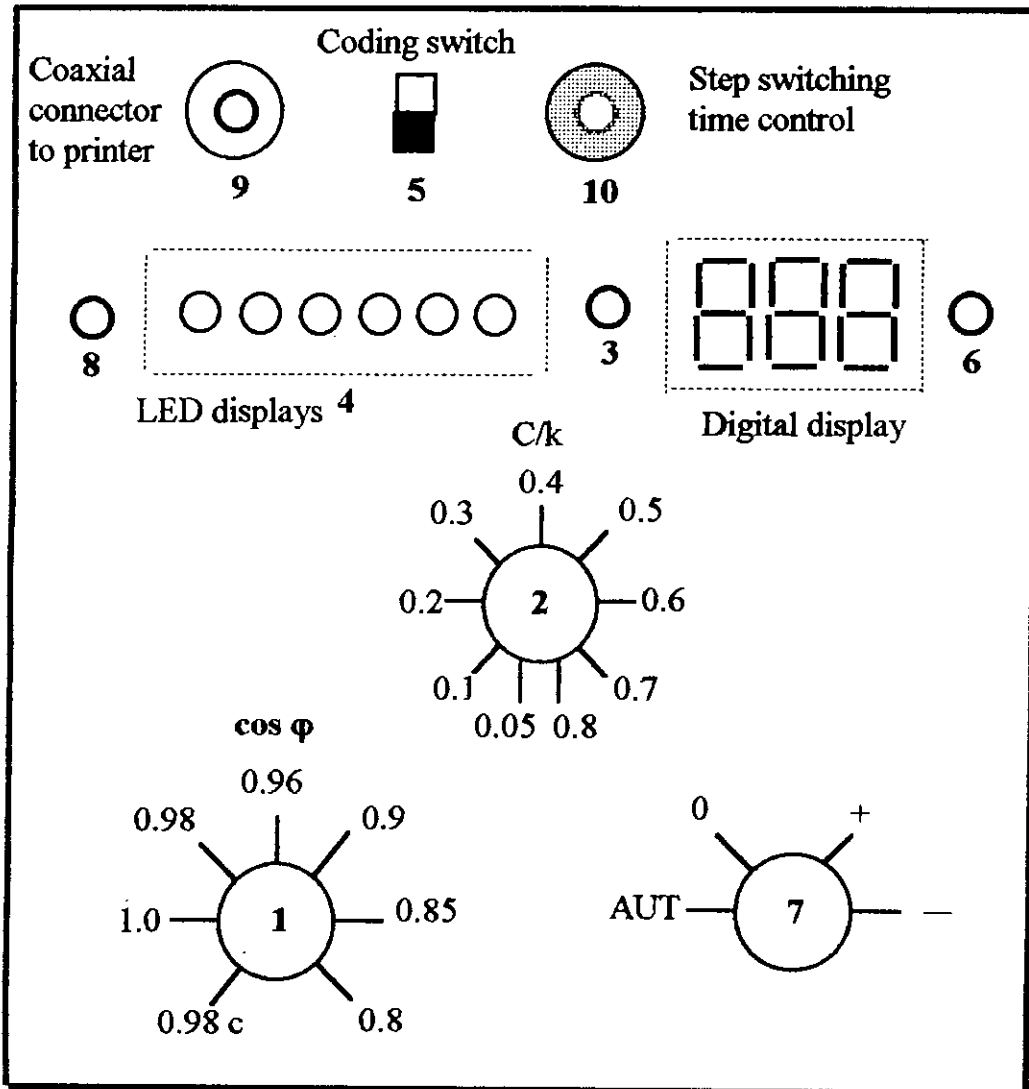 Coding switch
Coaxial
connector
to printer
Step switching
time control
9
5
10
8
3
6
LED displays 4
Digital display
C/k
0.4
0.3
0.5
0.2
2
0.6
0.1
0.7
0.05
0.8
cos φ
0.96
0.98
0.9
1.0
1
0.85
0.98 c
0.8
0
+
AUT
7
—